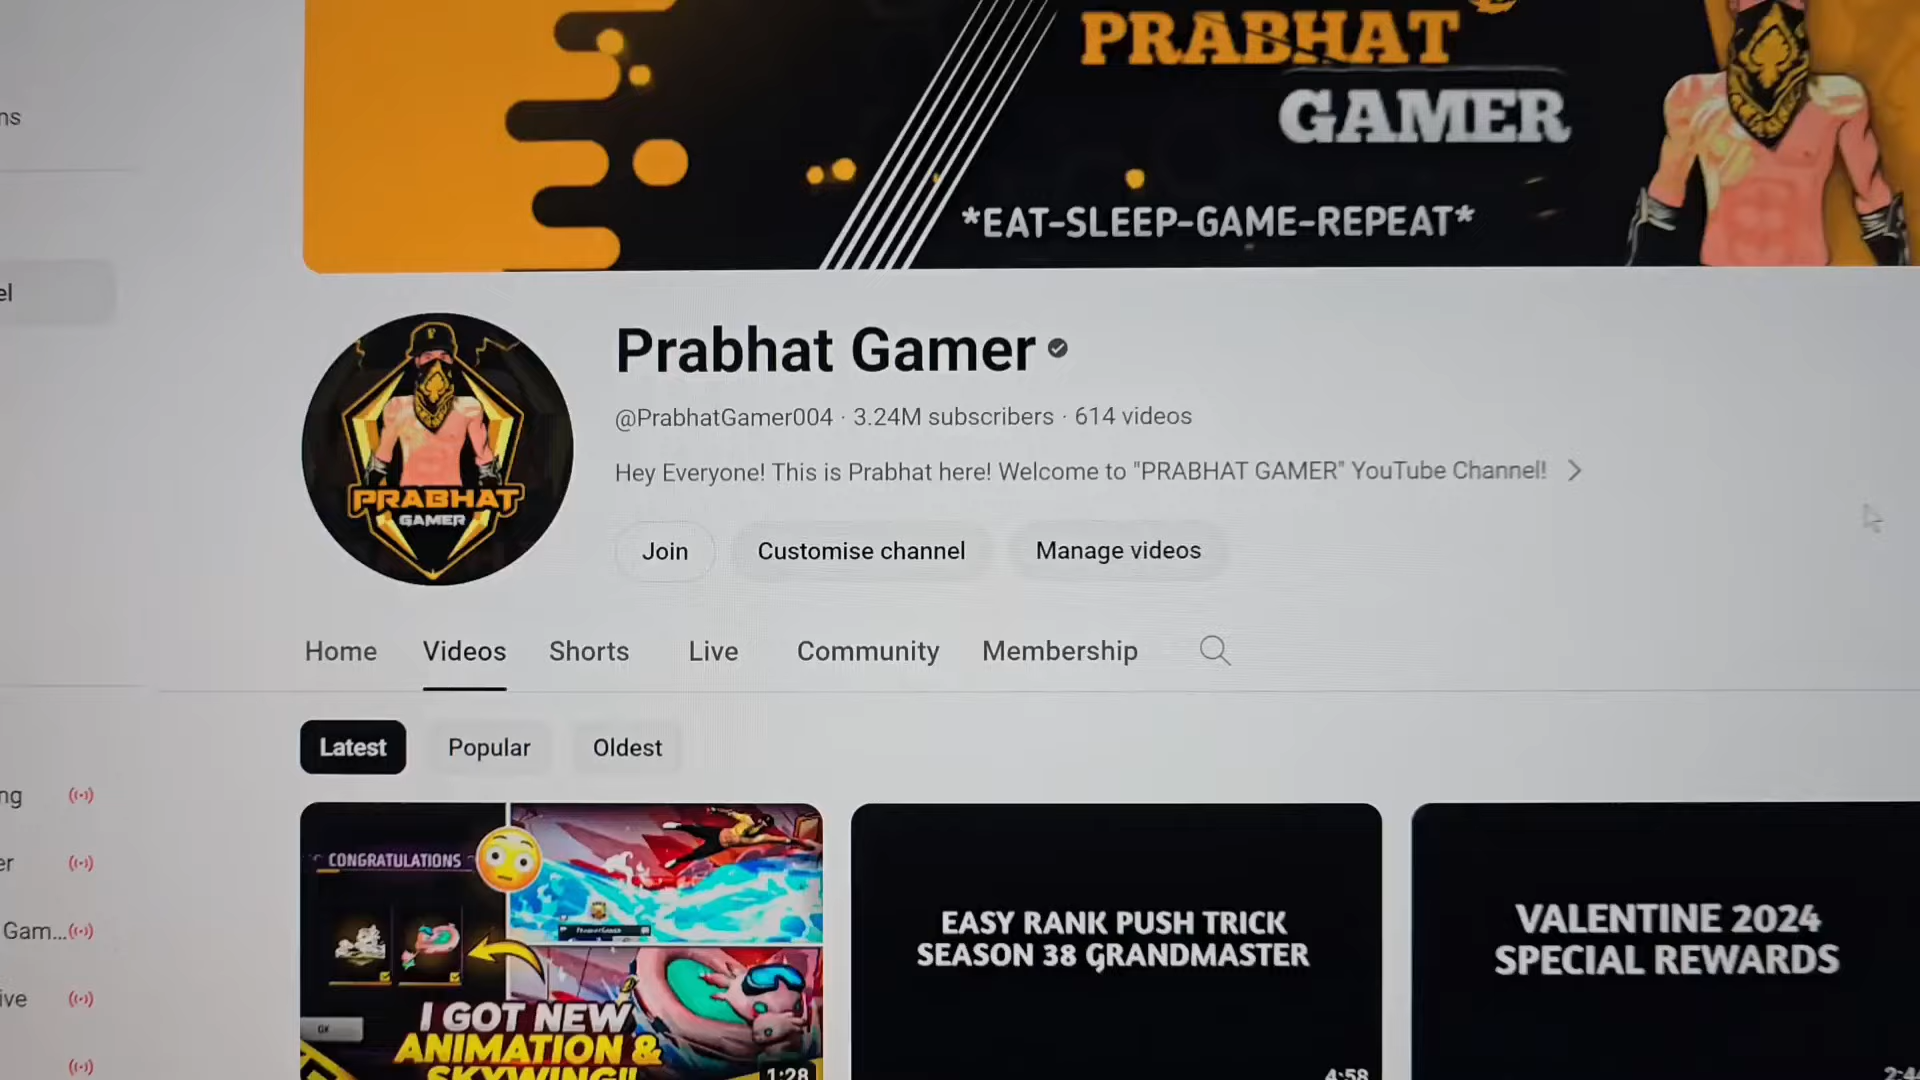 PRABHAT
GAMER
*EAT-SLEEP-GAME-REPEAT*
ns
el
Prabhat Gamer
@PrabhatGamer004 · 3.24M subscribers · 614 videos
Hey Everyone! This is Prabhat here! Welcome to "PRABHAT GAMER" YouTube Channel!
PRABHAT
GAMER
Join Customise channel Manage videos
Home Videos Shorts Live Community Membership
Latest Popular Oldest
ng
er
Gam...
ive
CONGRATULATIONS
OK
I GOT NEW
ANIMATION &
SKYWING!!
1:28
EASY RANK PUSH TRICK
SEASON 38 GRANDMASTER
4:58
VALENTINE 2024
SPECIAL REWARDS